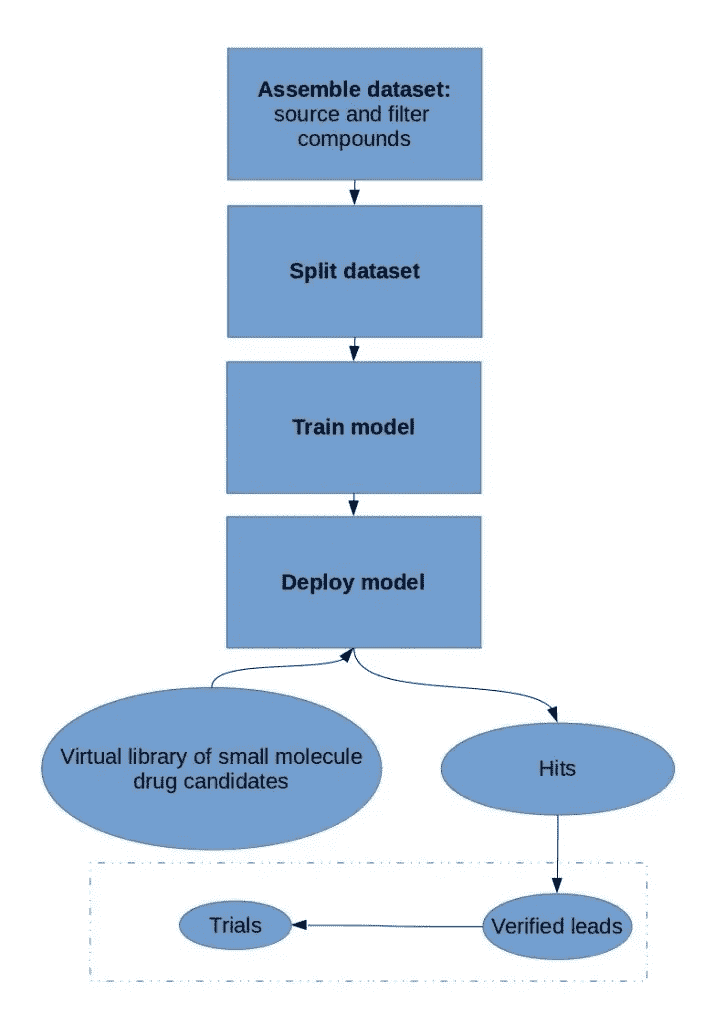 Assemble dataset:
source and filter
compounds
Split dataset
Train model
Deploy model
Virtual library of small molecule
drug candidates
Hits
Verified leads
Trials